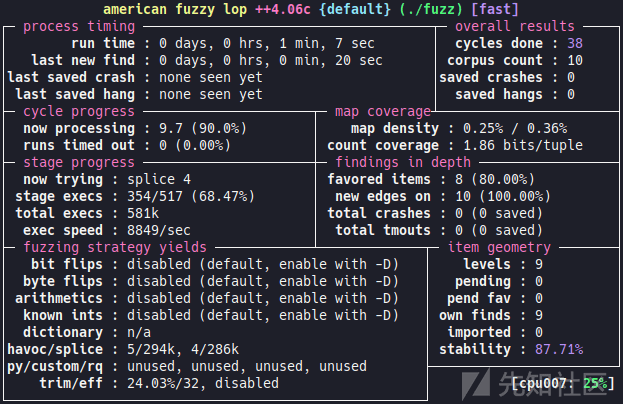 american fuzzy lop ++4.06c {default} (./fuzz) [fast]
process timing
overall results
run time : 0 days, 0 hrs, 1 min, 7 sec
cycles done : 38
last new find : 0 days, 0 hrs, 0 min, 20 sec
corpus count : 10
last saved crash : none seen yet
saved crashes : 0
last saved hang : none seen yet
saved hangs : 0
cycle progress
map coverage
now processing : 9.7 (90.0%)
map density : 0.25% / 0.36%
runs timed out : 0 (0.00%)
count coverage : 1.86 bits/tuple
stage progress
findings in depth
now trying : splice 4
favored items : 8 (80.00%)
stage execs : 354/517 (68.47%)
new edges on : 10 (100.00%)
total execs : 581k
total crashes : 0 (0 saved)
exec speed : 8849/sec
total tmouts : 0 (0 saved)
fuzzing strategy yields
item geometry
bit flips : disabled (default, enable with -D)
levels : 9
byte flips : disabled (default, enable with -D)
pending : 0
arithmetics : disabled (default, enable with -D)
pend fav : 0
known ints : disabled (default, enable with -D)
own finds : 9
dictionary : n/a
imported : 0
havoc/splice : 5/294k, 4/286k
stability : 87.71%
py/custom/rq : unused, unused, unused, unused
trim/eff : 24.03%/32, disabled
[cpu007: 25%]
先知社区